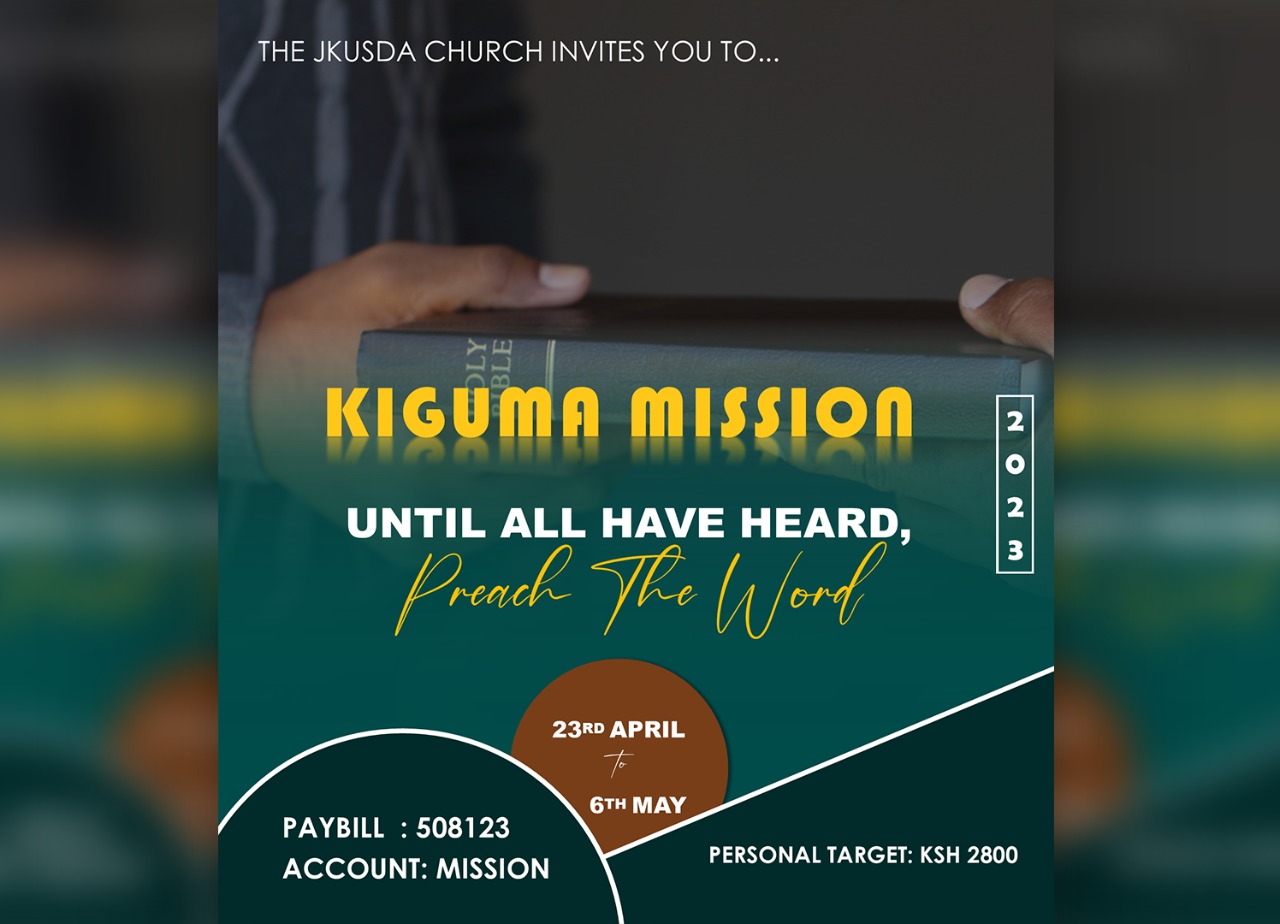 THE JKUSDA CHURCH INVITES YOU TO...
HOLY
BIBLE
KIGUMA MISSION
2
0
2
3
UNTIL ALL HAVE HEARD,
Preach The Word
23RD APRIL
to
6TH MAY
PAYBILL : 508123
ACCOUNT: MISSION
PERSONAL TARGET: KSH 2800